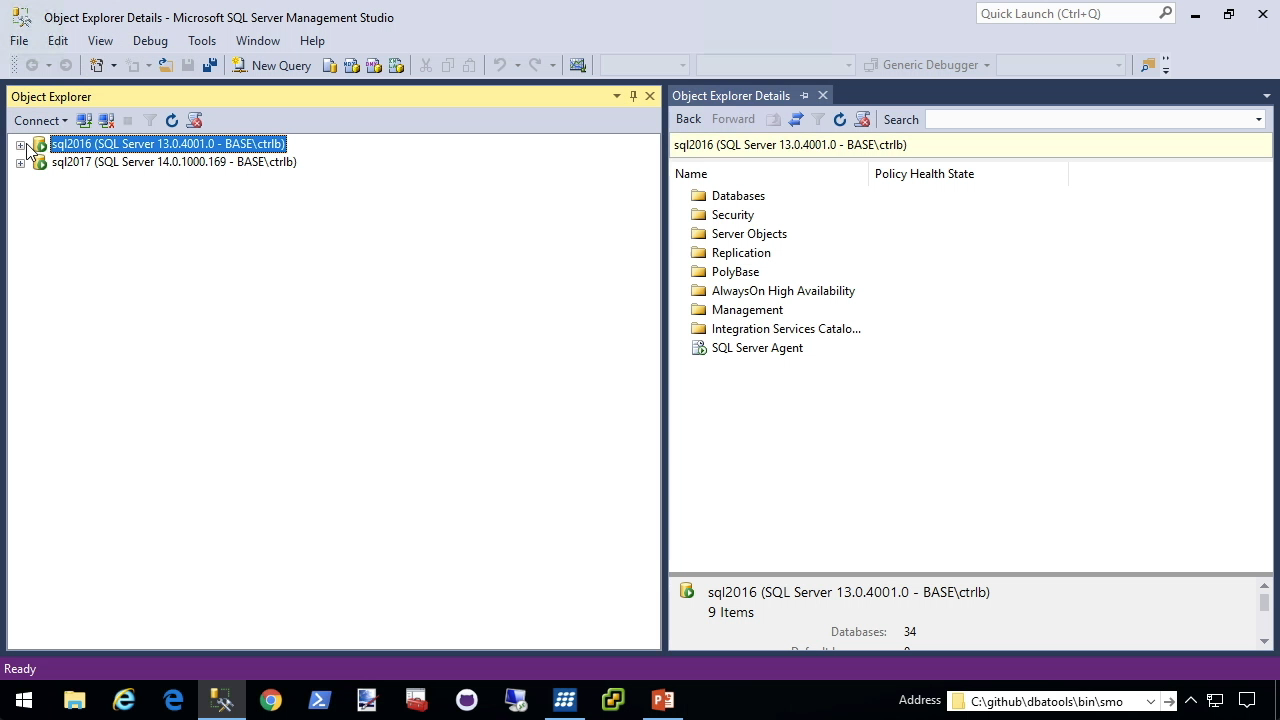 Object Explorer Details - Microsoft SQL Server Management Studio
Quick Launch (Ctrl+Q)
File Edit View Debug Tools Window Help
New Query
Generic Debugger
Object Explorer
Object Explorer Details
Connect
Back Forward Search
sql2016 (SQL Server 13.0.4001.0 - BASE\ctrlb)
sql2017 (SQL Server 14.0.1000.169 - BASE\ctrlb)
sql2016 (SQL Server 13.0.4001.0 - BASE\ctrlb)
Name Policy Health State
Databases
Security
Server Objects
Replication
PolyBase
AlwaysOn High Availability
Management
Integration Services Catalo...
SQL Server Agent
sql2016 (SQL Server 13.0.4001.0 - BASE\ctrlb)
9 Items
Databases: 34
Ready
Address C:\github\dbatools\bin\smo